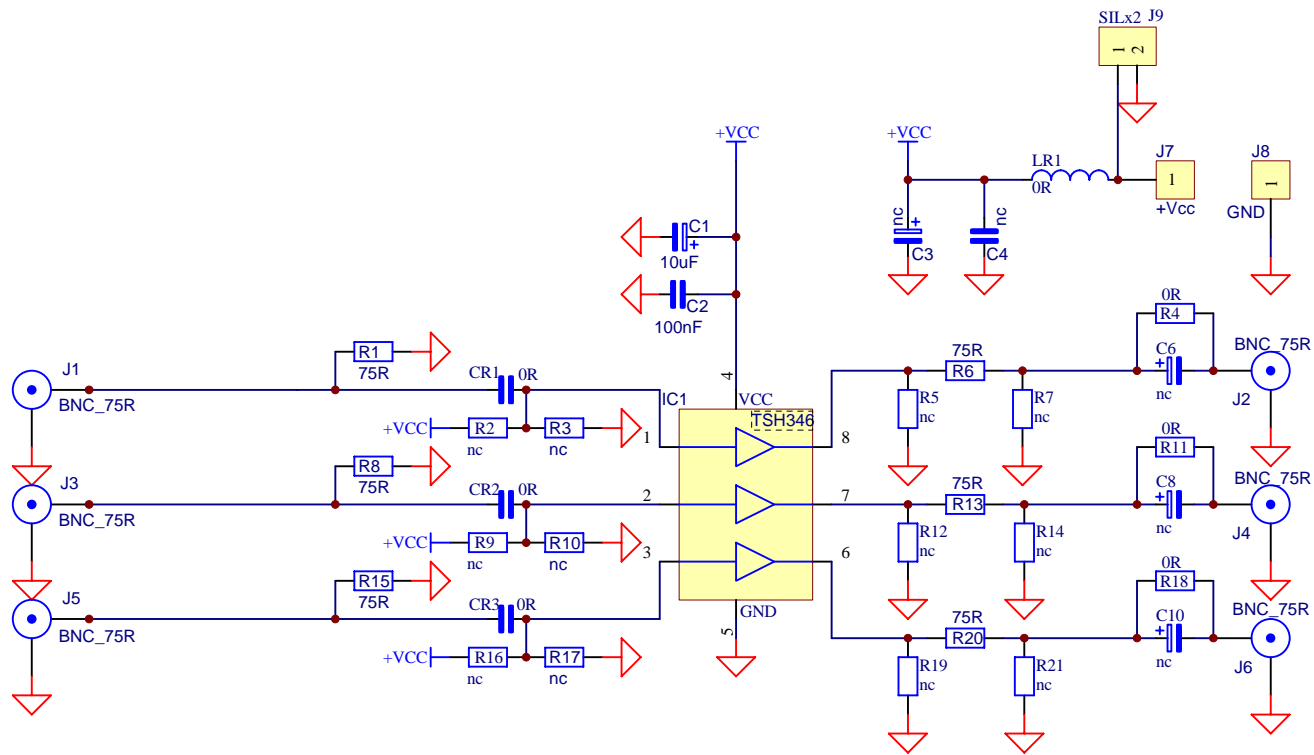 SILx2 J9
1 2
+VCC
+VCC
LR1
0R
J7
1
+Vcc
J8
1
GND
nc
C3
nc
C4
C1
10uF
C2
100nF
J1
BNC_75R
R1
75R
CR1 0R
+VCC R2 R3
nc nc
J3
BNC_75R
R8
75R
CR2 0R
+VCC R9 R10
nc nc
J5
BNC_75R
R15
75R
CR3 0R
+VCC R16 R17
nc nc
IC1
4
VCC
TSH346
1
2
3
8
7
6
GND
5
75R
R6
R5
nc
R7
nc
0R
R4
C6
nc
BNC_75R
J2
75R
R13
R12
nc
R14
nc
0R
R11
C8
nc
BNC_75R
J4
75R
R20
R19
nc
R21
nc
0R
R18
C10
nc
BNC_75R
J6